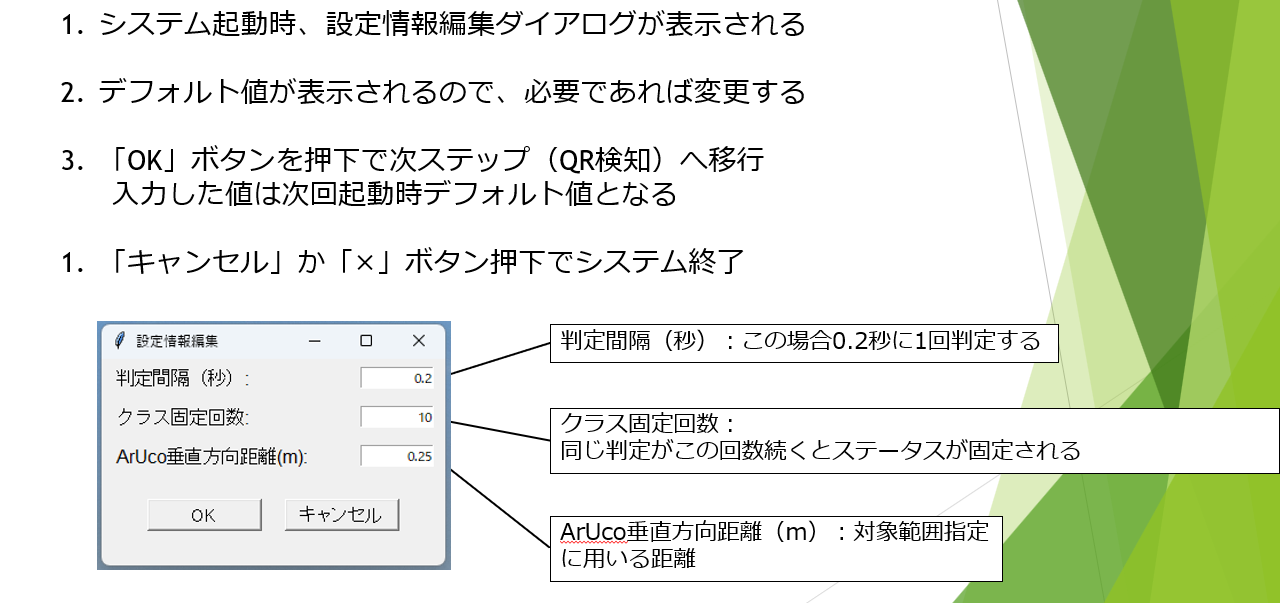 1. システム起動時、設定情報編集ダイアログが表示される
2. デフォルト値が表示されるので、必要であれば変更する
3. 「OK」ボタンを押下で次ステップ（QR検知）へ移行
入力した値は次回起動時デフォルト値となる
1. 「キャンセル」か「×」ボタン押下でシステム終了
設定情報編集
判定間隔（秒）: 0.2
クラス固定回数: 10
ArUco垂直方向距離(m): 0.25
OK キャンセル
判定間隔（秒）：この場合0.2秒に1回判定する
クラス固定回数：
同じ判定がこの回数続くとステータスが固定される
ArUco垂直方向距離（m）：対象範囲指定
に用いる距離